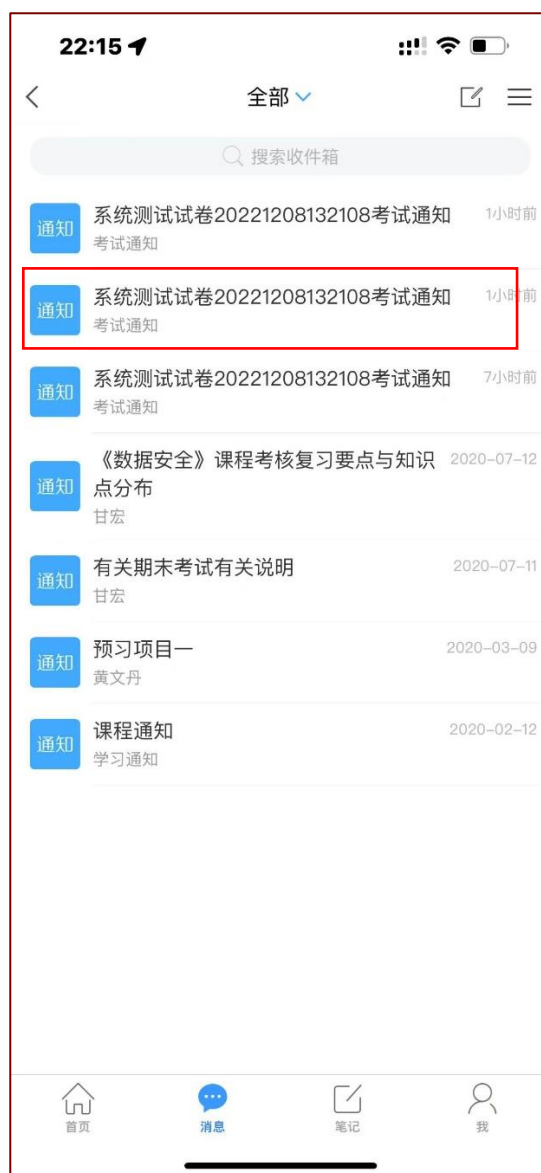 22:15
全部
搜索收件箱
通知
系统测试试卷20221208132108考试通知
1小时前
考试通知
通知
系统测试试卷20221208132108考试通知
1小时前
考试通知
通知
系统测试试卷20221208132108考试通知
7小时前
考试通知
通知
《数据安全》课程考核复习要点与知识
2020-07-12
点分布
甘宏
通知
有关期末考试有关说明
2020-07-11
甘宏
通知
预习项目一
2020-03-09
黄文丹
通知
课程通知
2020-02-12
学习通知
首页
消息
笔记
我